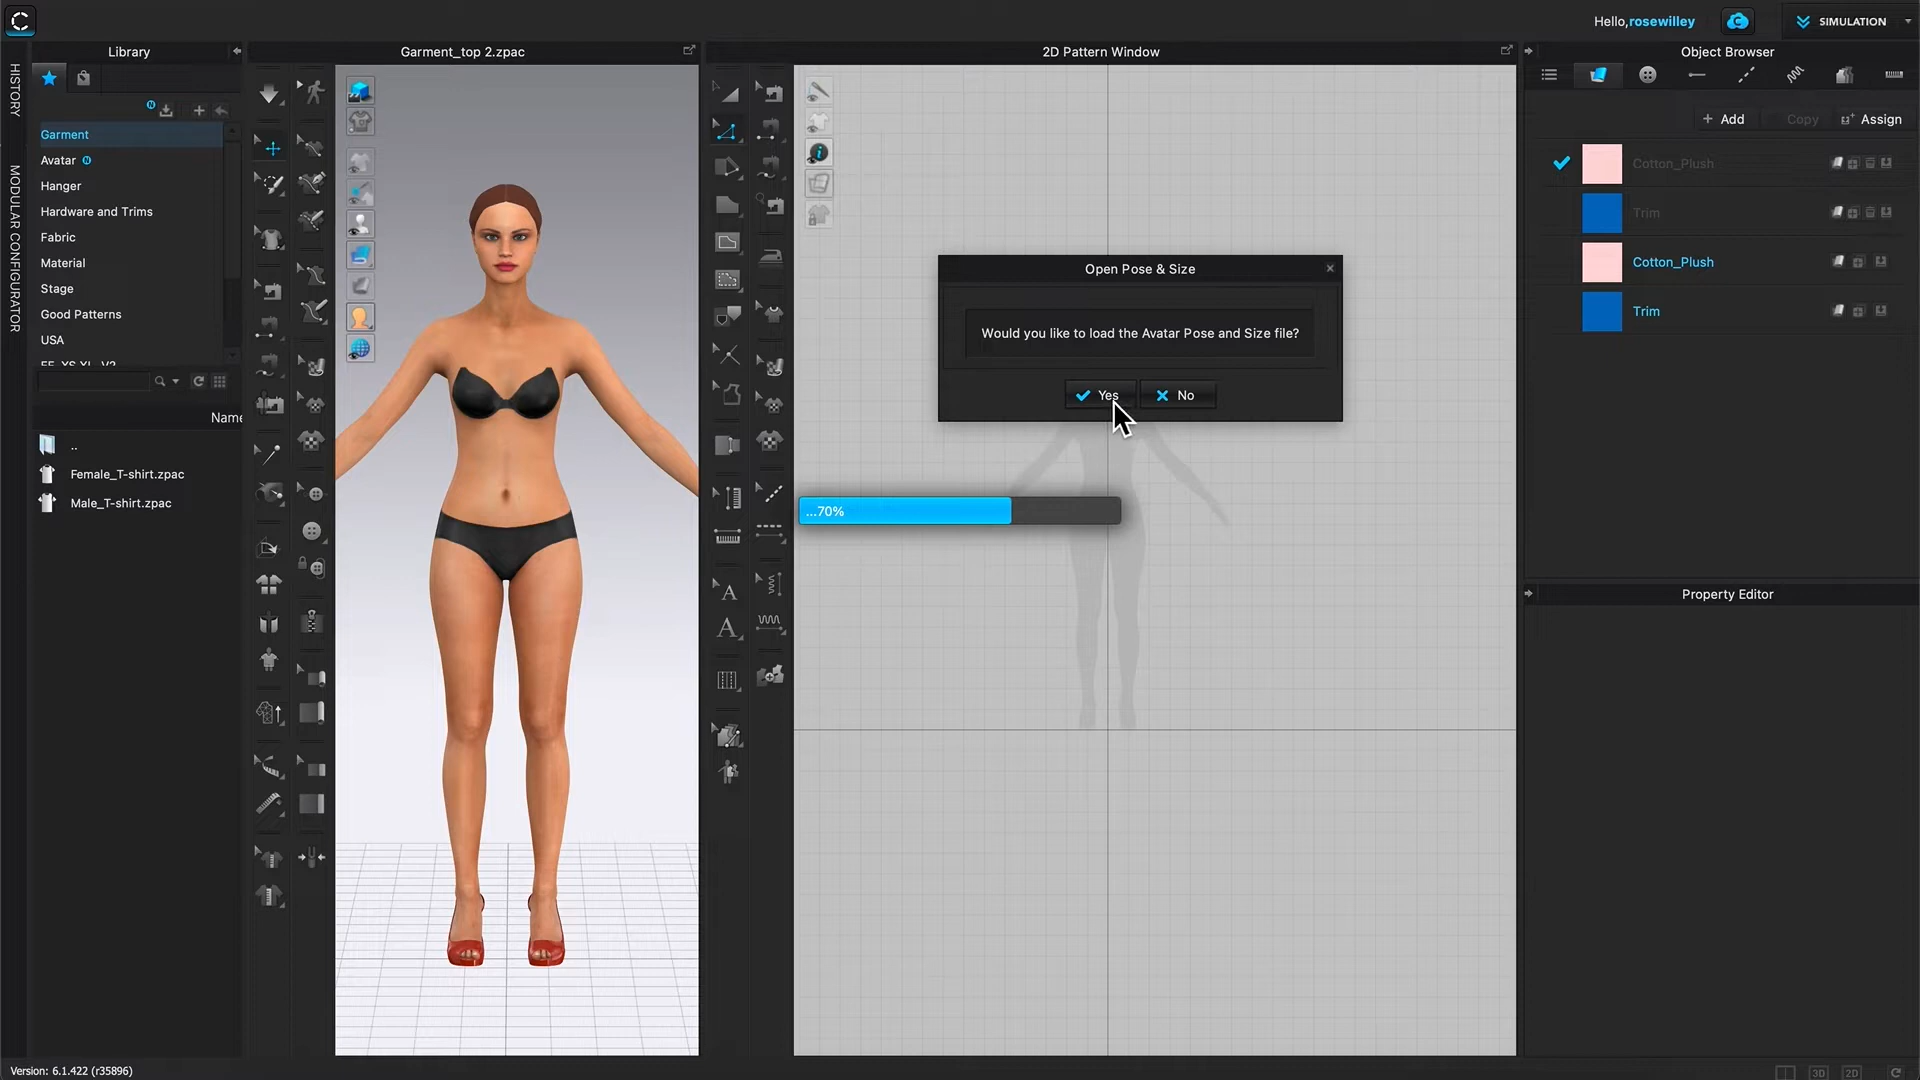 Hello,rosewilley
SIMULATION
HISTORY
MODULAR CONFIGURATOR
Library
Garment_top 2.zpac
2D Pattern Window
Object Browser
Garment
Avatar
Hanger
Hardware and Trims
Fabric
Material
Stage
Good Patterns
USA
Name
..
Female_T-shirt.zpac
Male_T-shirt.zpac
Open Pose & Size
Would you like to load the Avatar Pose and Size file?
Yes
No
...70%
+ Add
Copy
Assign
Cotton_Plush
Trim
Cotton_Plush
Trim
Property Editor
Version: 6.1.422 (r35896)
3D
2D